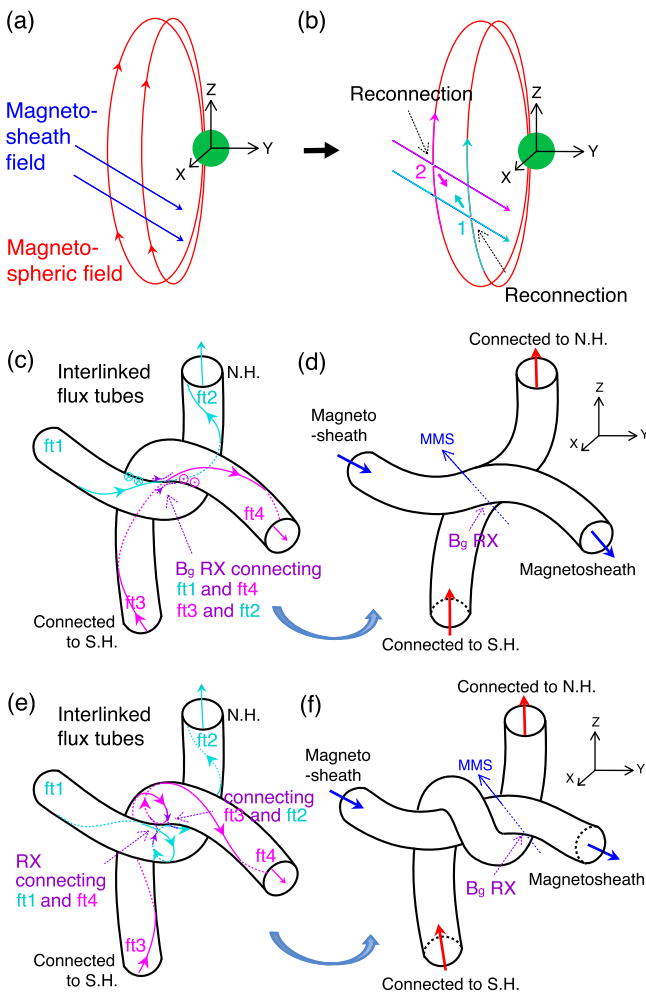 (a)
Magneto-
sheath
field
Magneto-
spheric field
Z
Y
X
(b)
Reconnection
Z
Y
X
2
1
Reconnection
(c)
Interlinked
flux tubes
N.H.
ft2
ft1
ft4
Bg RX connecting
ft1 and ft4
ft3 and ft2
ft3
Connected
to S.H.
(d)
Connected to N.H.
Magneto
-sheath
MMS
Z
X
Y
Bg RX
Magnetosheath
Connected to S.H.
(e)
Interlinked
flux tubes
N.H.
ft2
ft1
connecting
ft3 and ft2
RX
connecting
ft1 and ft4
ft4
ft3
Connected
to S.H.
(f)
Connected to N.H.
Magneto
-sheath
MMS
Z
X
Y
Bg RX
Magnetosheath
Connected to S.H.